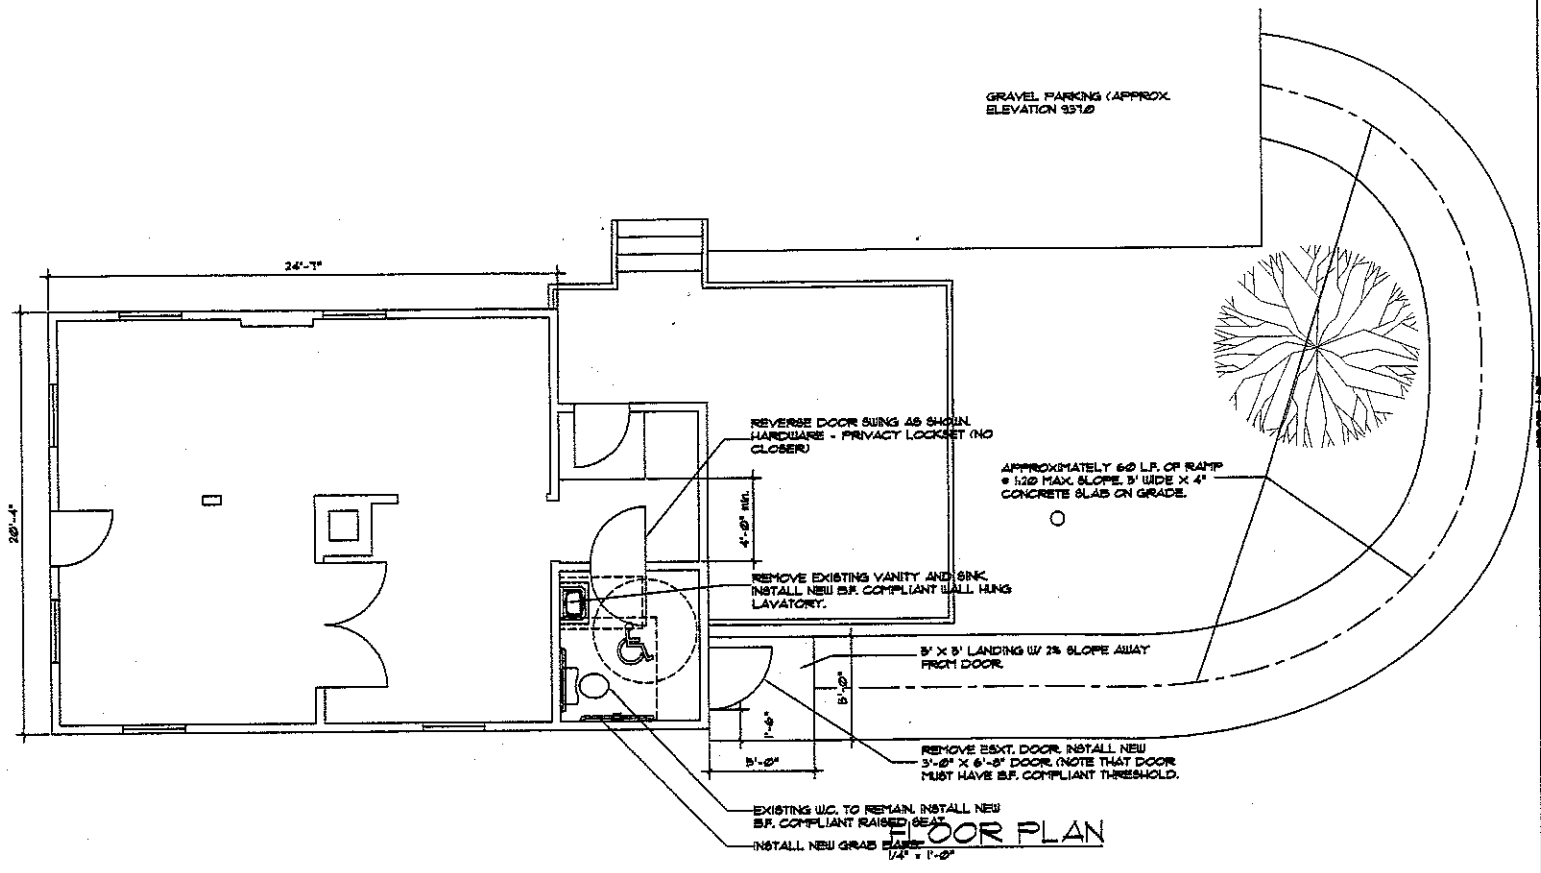 GRAVEL PARKING (APPROX.
ELEVATION 937.0
24'-7"
20'-4"
REVERSE DOOR SWING AS SHOWN.
HARDWARE - PRIVACY LOCKSET (NO
CLOSER)
APPROXIMATELY 60 L.F. OF RAMP
@ 1:20 MAX. SLOPE. 5' WIDE X 4"
CONCRETE SLAB ON GRADE.
4'-0" min.
REMOVE EXISTING VANITY AND SINK.
INSTALL NEW B.F. COMPLIANT WALL HUNG
LAVATORY.
5' X 5' LANDING W/ 2% SLOPE AWAY
FROM DOOR.
5'-0"
1'-6"
5'-0"
REMOVE EXST. DOOR. INSTALL NEW
3'-0" X 6'-8" DOOR. (NOTE THAT DOOR
MUST HAVE B.F. COMPLIANT THRESHOLD.
EXISTING W.C. TO REMAIN. INSTALL NEW
B.F. COMPLIANT RAISED SEAT.
INSTALL NEW GRAB BARS
FLOOR PLAN
1/4" = 1'-0"